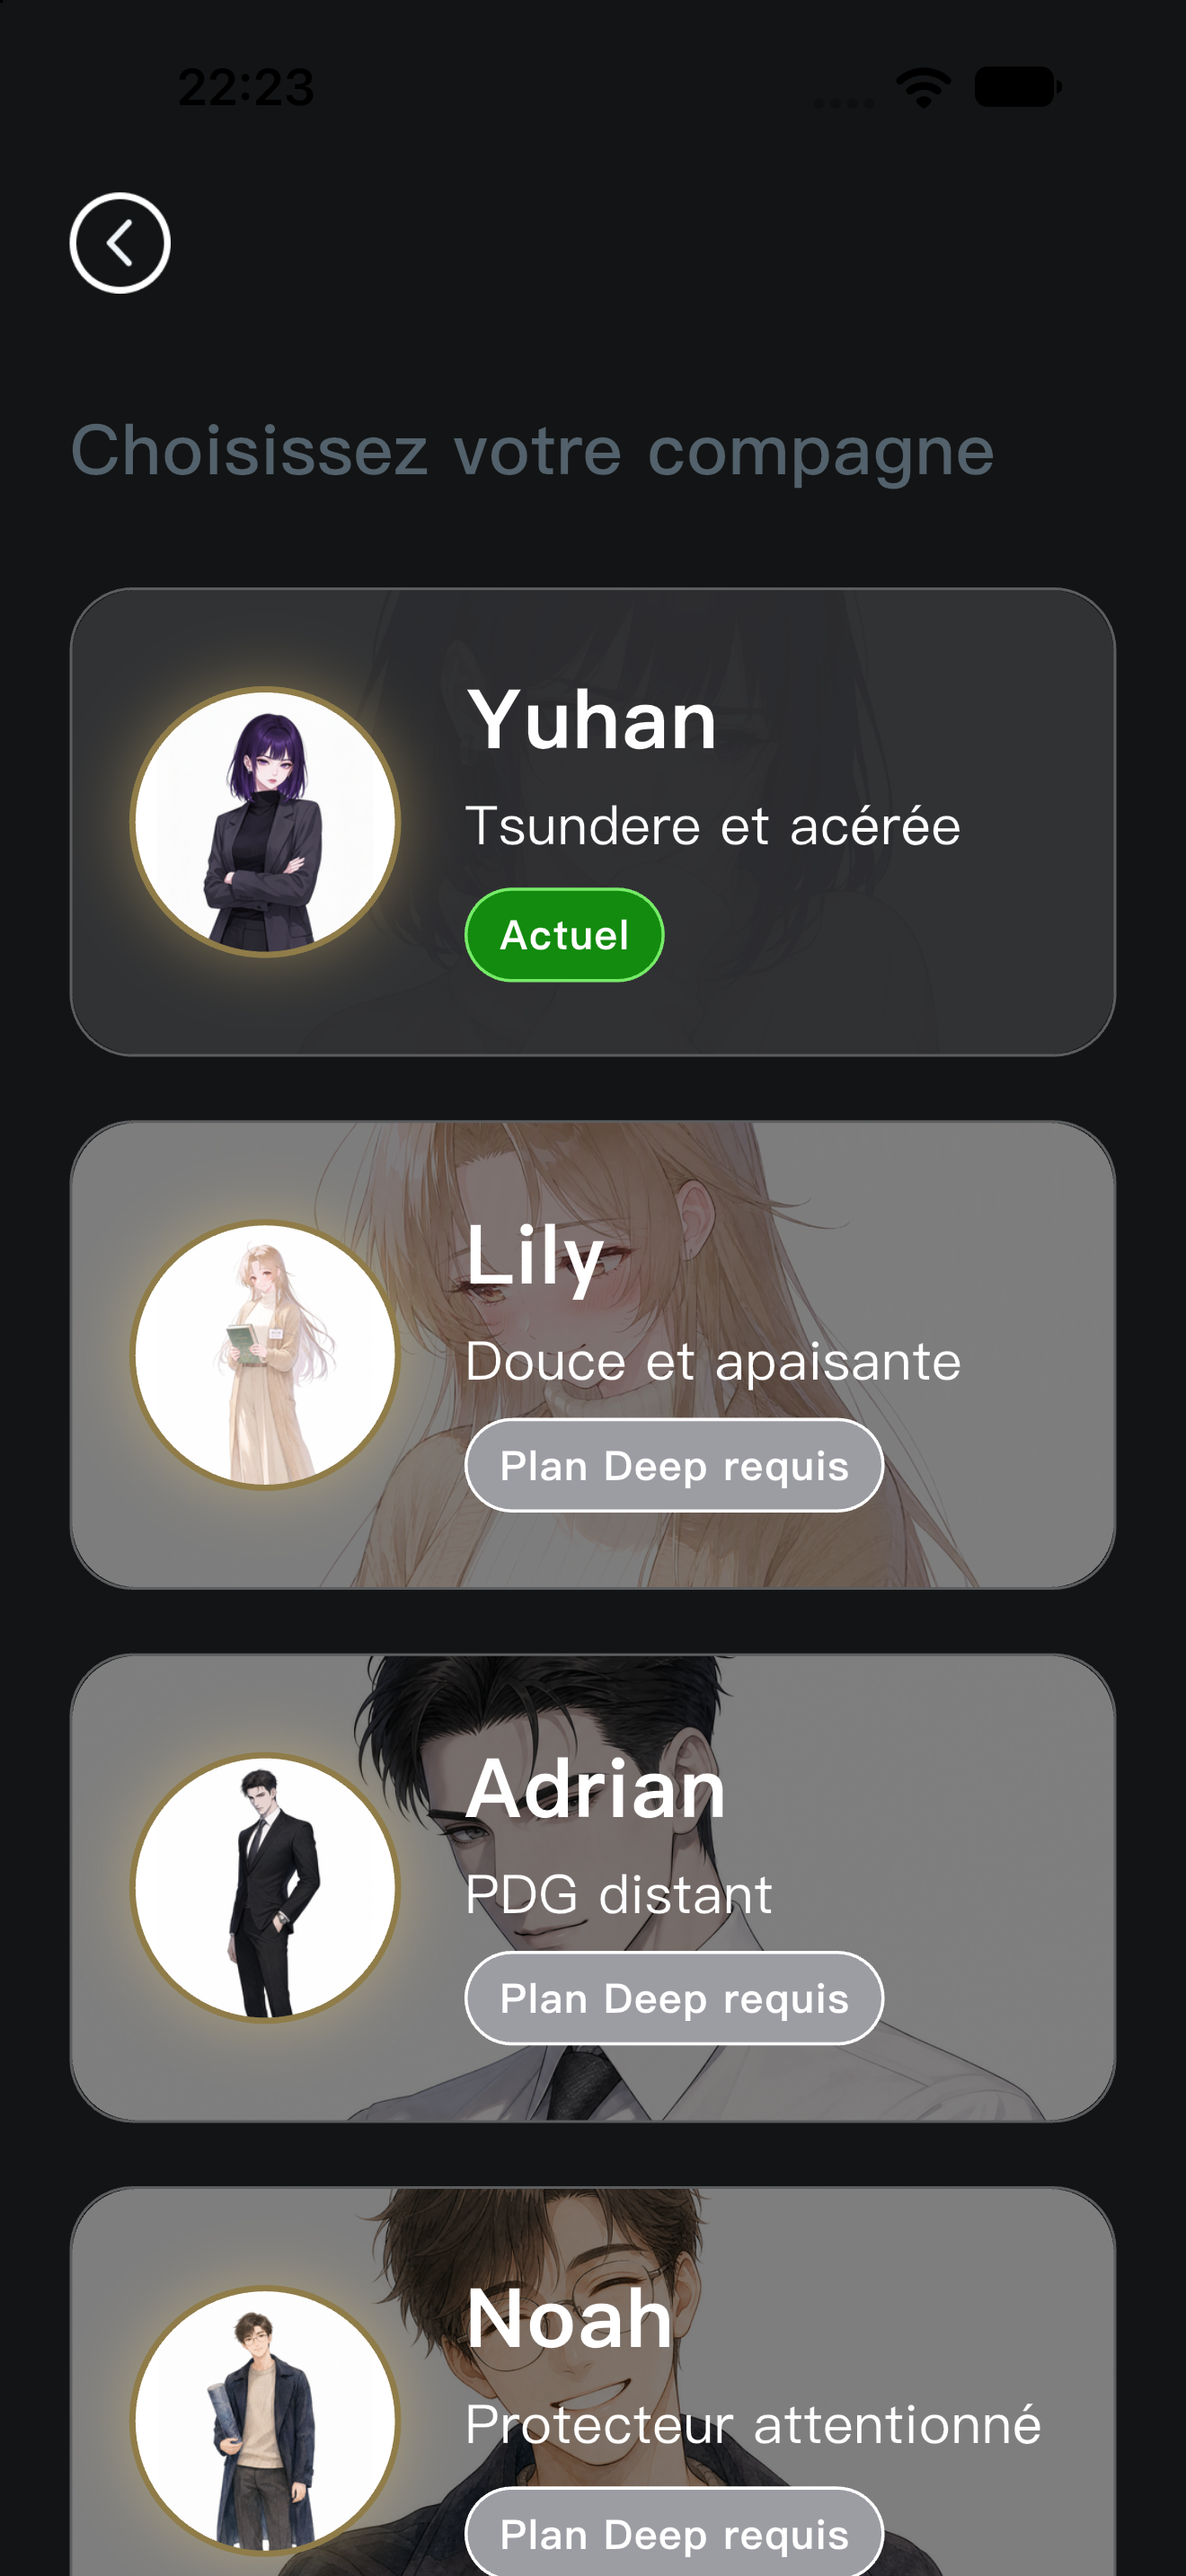 22:23
Choisissez votre compagne
Yuhan
Tsundere et acérée
Actuel
Lily
Douce et apaisante
Plan Deep requis
Adrian
PDG distant
Plan Deep requis
Noah
Protecteur attentionné
Plan Deep requis